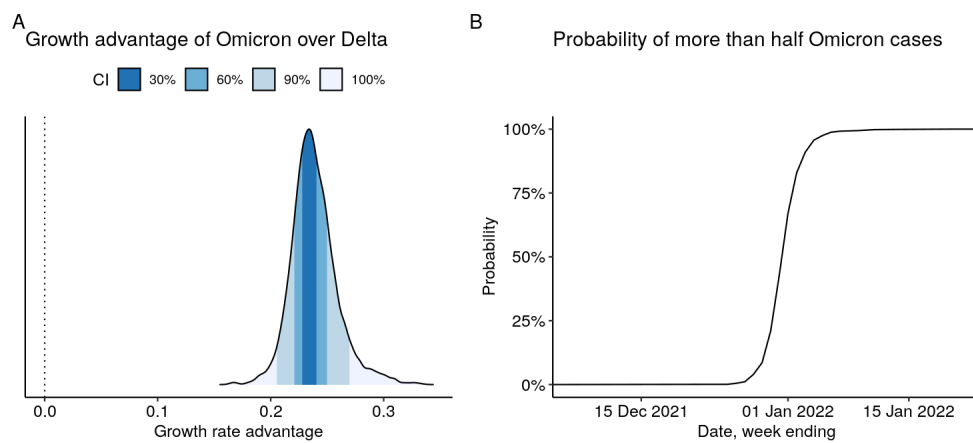 A
Growth advantage of Omicron over Delta
CI 30% 60% 90% 100%
0.0 0.1 0.2 0.3
Growth rate advantage
B
Probability of more than half Omicron cases
Probability
100%
75%
50%
25%
0%
15 Dec 2021 01 Jan 2022 15 Jan 2022
Date, week ending